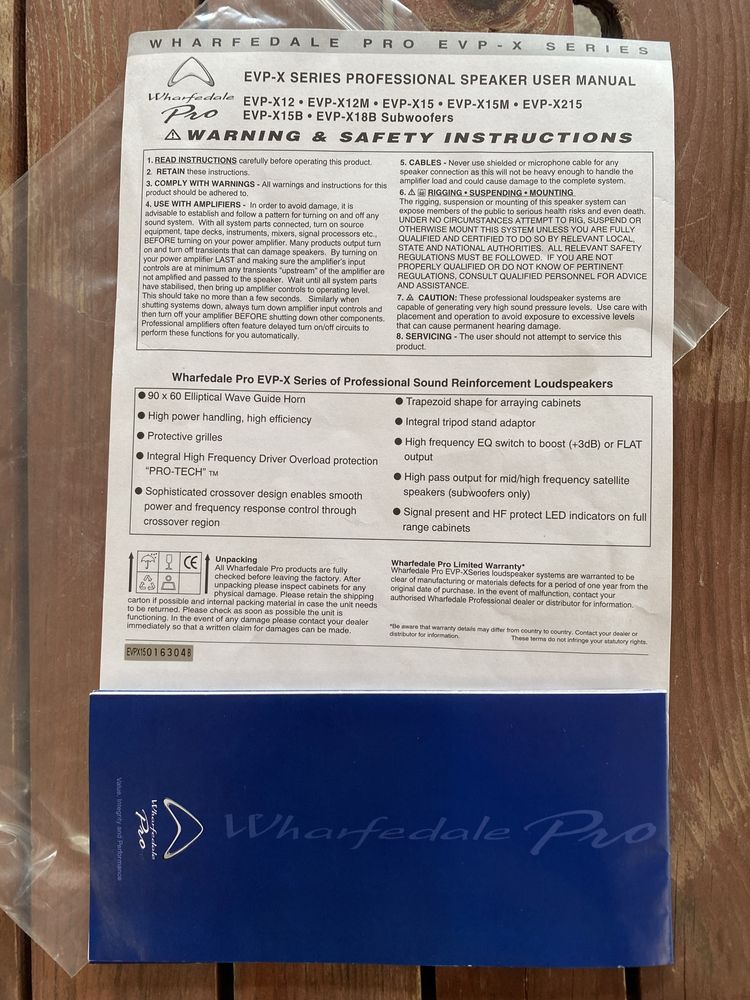 WHARFEDALE PRO EVP-X SERIES
Wharfedale
Pro
EVP-X SERIES PROFESSIONAL SPEAKER USER MANUAL
EVP-X12 • EVP-X12M • EVP-X15 • EVP-X15M • EVP-X215
EVP-X15B • EVP-X18B Subwoofers
⚠ WARNING & SAFETY INSTRUCTIONS
1. READ INSTRUCTIONS carefully before operating this product.
2. RETAIN these instructions.
3. COMPLY WITH WARNINGS - All warnings and instructions for this
product should be adhered to.
4. USE WITH AMPLIFIERS - In order to avoid damage, it is
advisable to establish and follow a pattern for turning on and off any
sound system. With all system parts connected, turn on source
equipment, tape decks, instruments, mixers, signal processors etc.,
BEFORE turning on your power amplifier. Many products output turn
on and turn off transients that can damage speakers. By turning on
your power amplifier LAST and making sure the amplifier's input
controls are at minimum any transients "upstream" of the amplifier are
not amplified and passed to the speaker. Wait until all system parts
have stabilised, then bring up amplifier controls to operating level.
This should take no more than a few seconds. Similarly when
shutting systems down, always turn down amplifier input controls and
then turn off your amplifier BEFORE shutting down other components.
Professional amplifiers often feature delayed turn on/off circuits to
perform these functions for you automatically.
5. CABLES - Never use shielded or microphone cable for any
speaker connection as this will not be heavy enough to handle the
amplifier load and could cause damage to the complete system.
6. ⚠ RIGGING • SUSPENDING • MOUNTING
The rigging, suspension or mounting of this speaker system can
expose members of the public to serious health risks and even death.
UNDER NO CIRCUMSTANCES ATTEMPT TO RIG, SUSPEND OR
OTHERWISE MOUNT THIS SYSTEM UNLESS YOU ARE FULLY
QUALIFIED AND CERTIFIED TO DO SO BY RELEVANT LOCAL,
STATE AND NATIONAL AUTHORITIES. ALL RELEVANT SAFETY
REGULATIONS MUST BE FOLLOWED. IF YOU ARE NOT
PROPERLY QUALIFIED OR DO NOT KNOW OF PERTINENT
REGULATIONS, CONSULT QUALIFIED PERSONNEL FOR ADVICE
AND ASSISTANCE.
7. ⚠ CAUTION: These professional loudspeaker systems are
capable of generating very high sound pressure levels. Use care with
placement and operation to avoid exposure to excessive levels
that can cause permanent hearing damage.
8. SERVICING - The user should not attempt to service this
product.
Wharfedale Pro EVP-X Series of Professional Sound Reinforcement Loudspeakers
● 90 x 60 Elliptical Wave Guide Horn
● High power handling, high efficiency
● Protective grilles
● Integral High Frequency Driver Overload protection
"PRO-TECH" TM
● Sophisticated crossover design enables smooth
power and frequency response control through
crossover region
● Trapezoid shape for arraying cabinets
● Integral tripod stand adaptor
● High frequency EQ switch to boost (+3dB) or FLAT
output
● High pass output for mid/high frequency satellite
speakers (subwoofers only)
● Signal present and HF protect LED indicators on full
range cabinets
CE
Unpacking
All Wharfedale Pro products are fully
checked before leaving the factory. After
unpacking please inspect cabinets for any
physical damage. Please retain the shipping
carton if possible and internal packing material in case the unit needs
to be returned. Please check as soon as possible the unit is
functioning. In the event of any damage please contact your dealer
immediately so that a written claim for damages can be made.
Wharfedale Pro Limited Warranty*
Wharfedale Pro EVP-XSeries loudspeaker systems are warranted to be
clear of manufacturing or materials defects for a period of one year from the
original date of purchase. In the event of malfunction, contact your
authorised Wharfedale Professional dealer or distributor for information.
*Be aware that warranty details may differ from country to country. Contact your dealer or
distributor for information. These terms do not infringe your statutory rights.
EVPX15016304B
Wharfedale Pro
Wharfedale
Pro
Value, Integrity and Performance